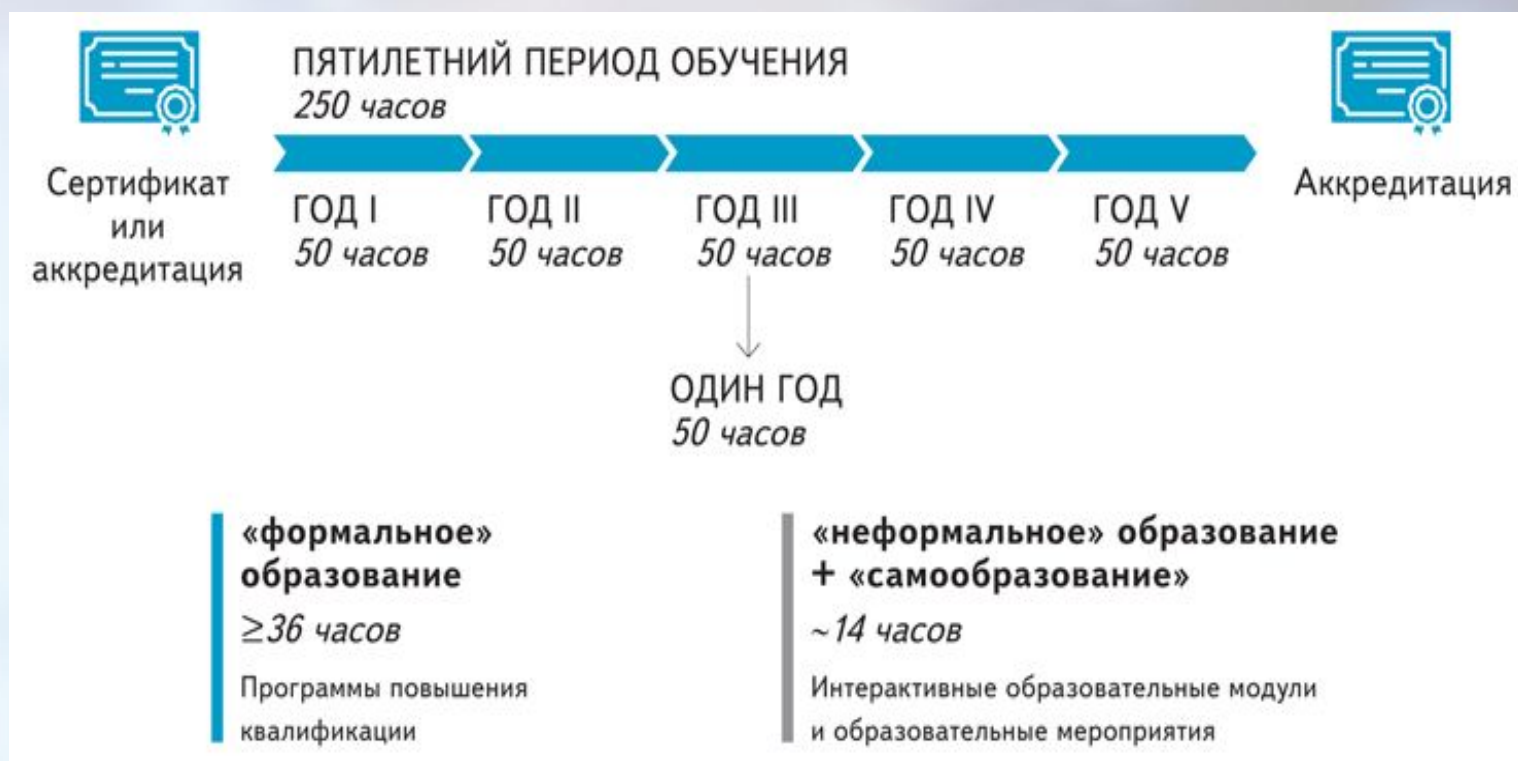 ПЯТИЛЕТНИЙ ПЕРИОД ОБУЧЕНИЯ
250 часов
Сертификат
или
аккредитация
ГОД I
50 часов
ГОД II
50 часов
ГОД III
50 часов
ГОД IV
50 часов
ГОД V
50 часов
Аккредитация
ОДИН ГОД
50 часов
«формальное»
образование
≥36 часов
Программы повышения
квалификации
«неформальное» образование
+ «самообразование»
~14 часов
Интерактивные образовательные модули
и образовательные мероприятия